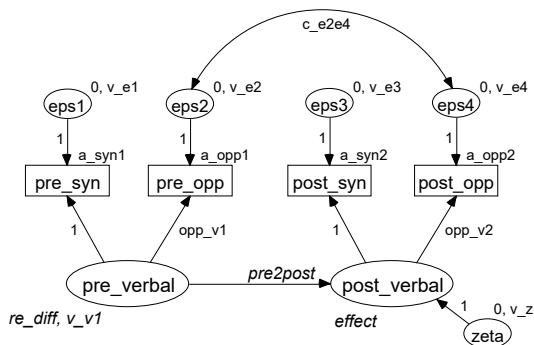 c_e2e4
0, v_e1 0, v_e2 0, v_e3 0, v_e4
eps1 eps2 eps3 eps4
1 1 1 1
a_syn1 a_opp1 a_syn2 a_opp2
pre_syn pre_opp post_syn post_opp
1 opp_v1 1 opp_v2
pre_verbal pre2post post_verbal
re_diff, v_v1 effect 1 0, v_z
zeta